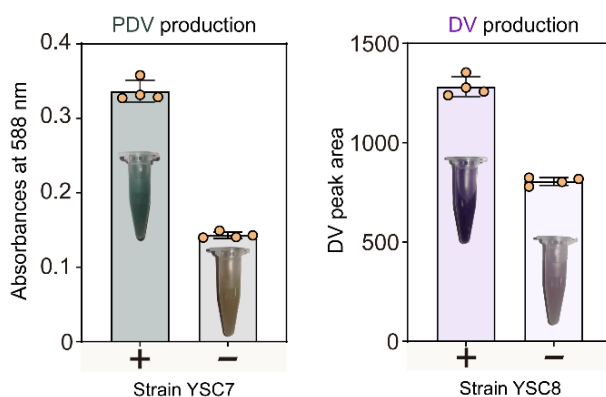 PDV production
Absorbances at 588 nm
0.4
0.3
0.2
0.1
0
+
−
Strain YSC7
DV production
DV peak area
1500
1000
500
0
+
−
Strain YSC8